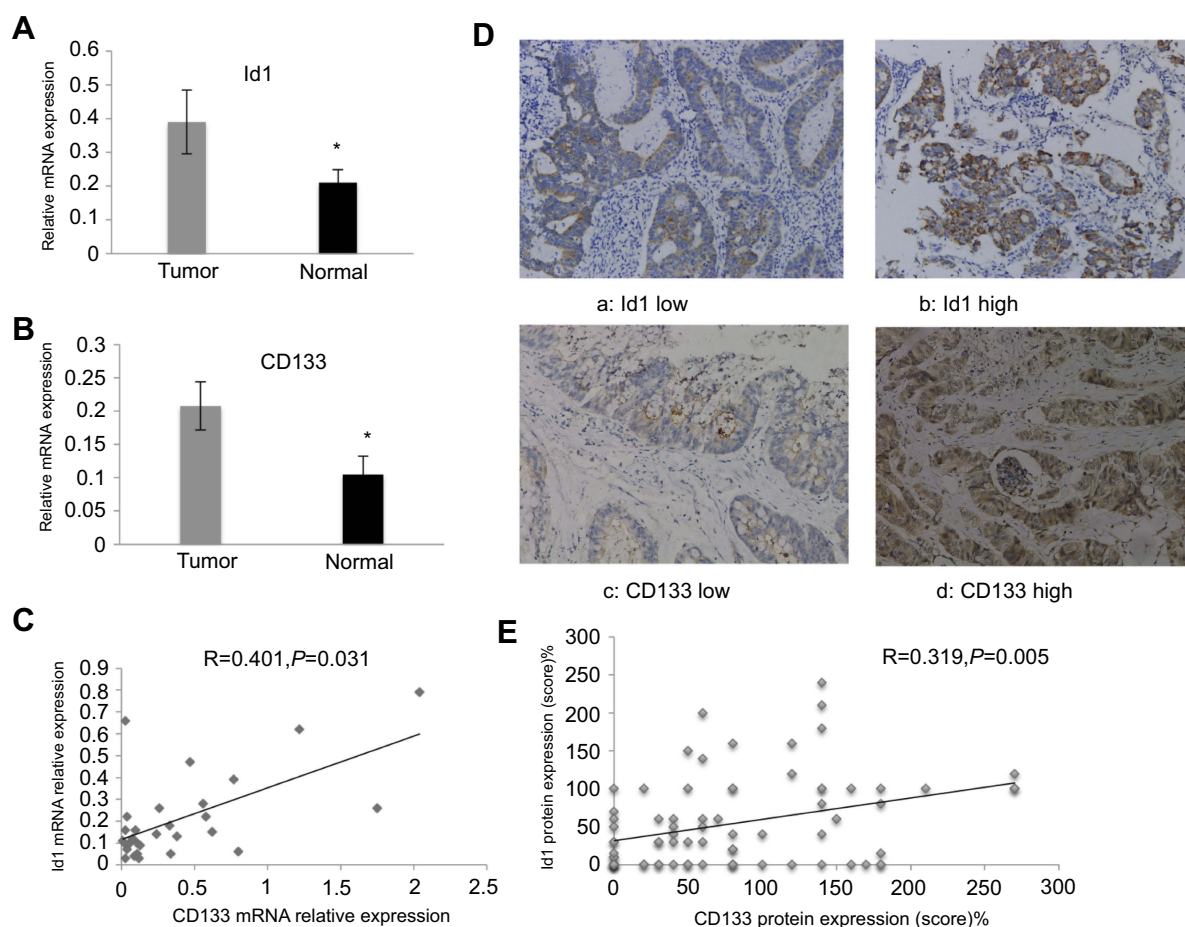 A
Id1
Relative mRNA expression
0.6
0.5
0.4
0.3
0.2
0.1
0
*
Tumor Normal
B
CD133
Relative mRNA expression
0.3
0.25
0.2
0.15
0.1
0.05
0
*
Tumor Normal
C
R=0.401,P=0.031
Id1 mRNA relative expression
0.9
0.8
0.7
0.6
0.5
0.4
0.3
0.2
0.1
0
0 0.5 1 1.5 2 2.5
CD133 mRNA relative expression
D
a: Id1 low
b: Id1 high
c: CD133 low
d: CD133 high
E
R=0.319,P=0.005
Id1 protein expression (score)%
300
250
200
150
100
50
0
0 50 100 150 200 250 300
CD133 protein expression (score)%